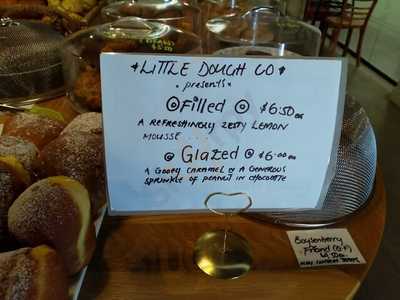 LITTLE DOUGH CO
presents
Filled $6.50 ea
A REFRESHINGLY ZESTY LEMON
MOUSSE
Glazed $6.00 ea
A GOOEY CARAMEL W A GENEROUS
SPRINKLE OF PEANUT IN CHOCOLATE
Boysenberry
Friand (G.F)